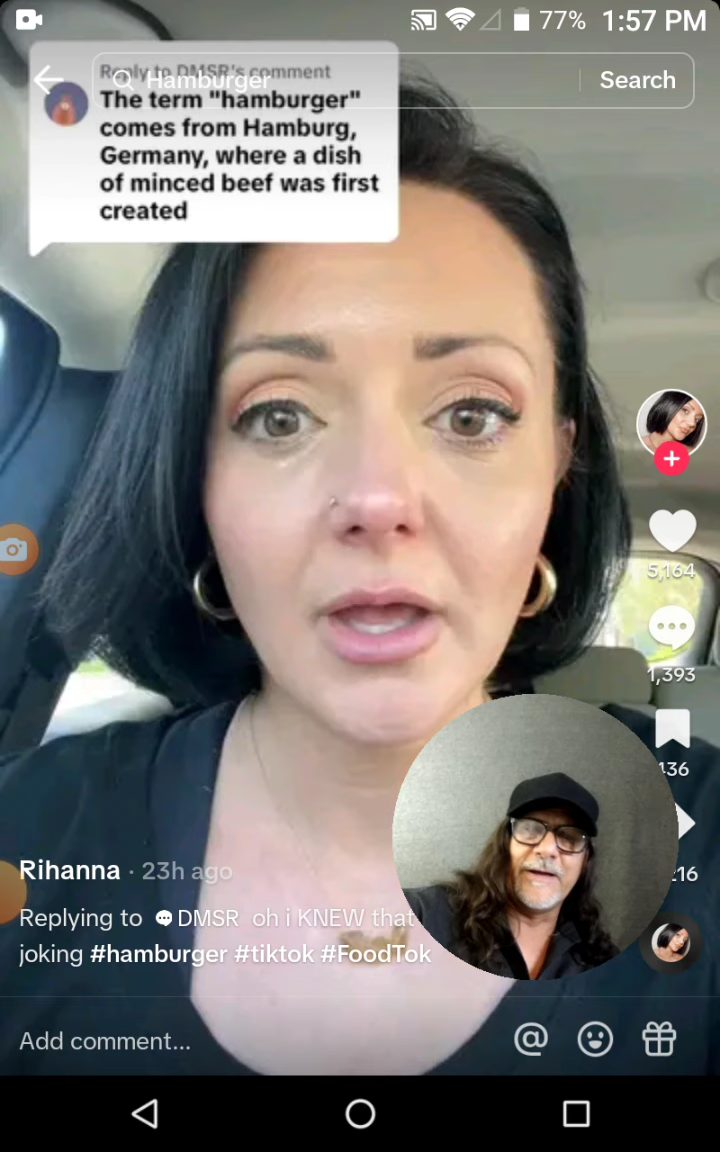 77% 1:57 PM
Reply to DMSR's comment
Hamburger
Search
The term "hamburger"
comes from Hamburg,
Germany, where a dish
of minced beef was first
created
5,164
1,393
436
216
Rihanna · 23h ago
Replying to DMSR oh i KNEW that
joking #hamburger #tiktok #FoodTok
Add comment...